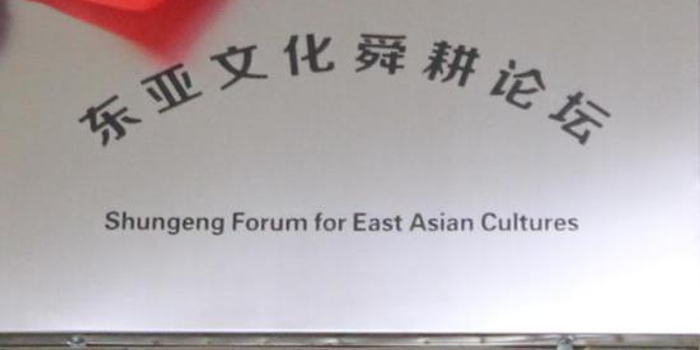 东亚文化舜耕论坛
Shungeng Forum for East Asian Cultures